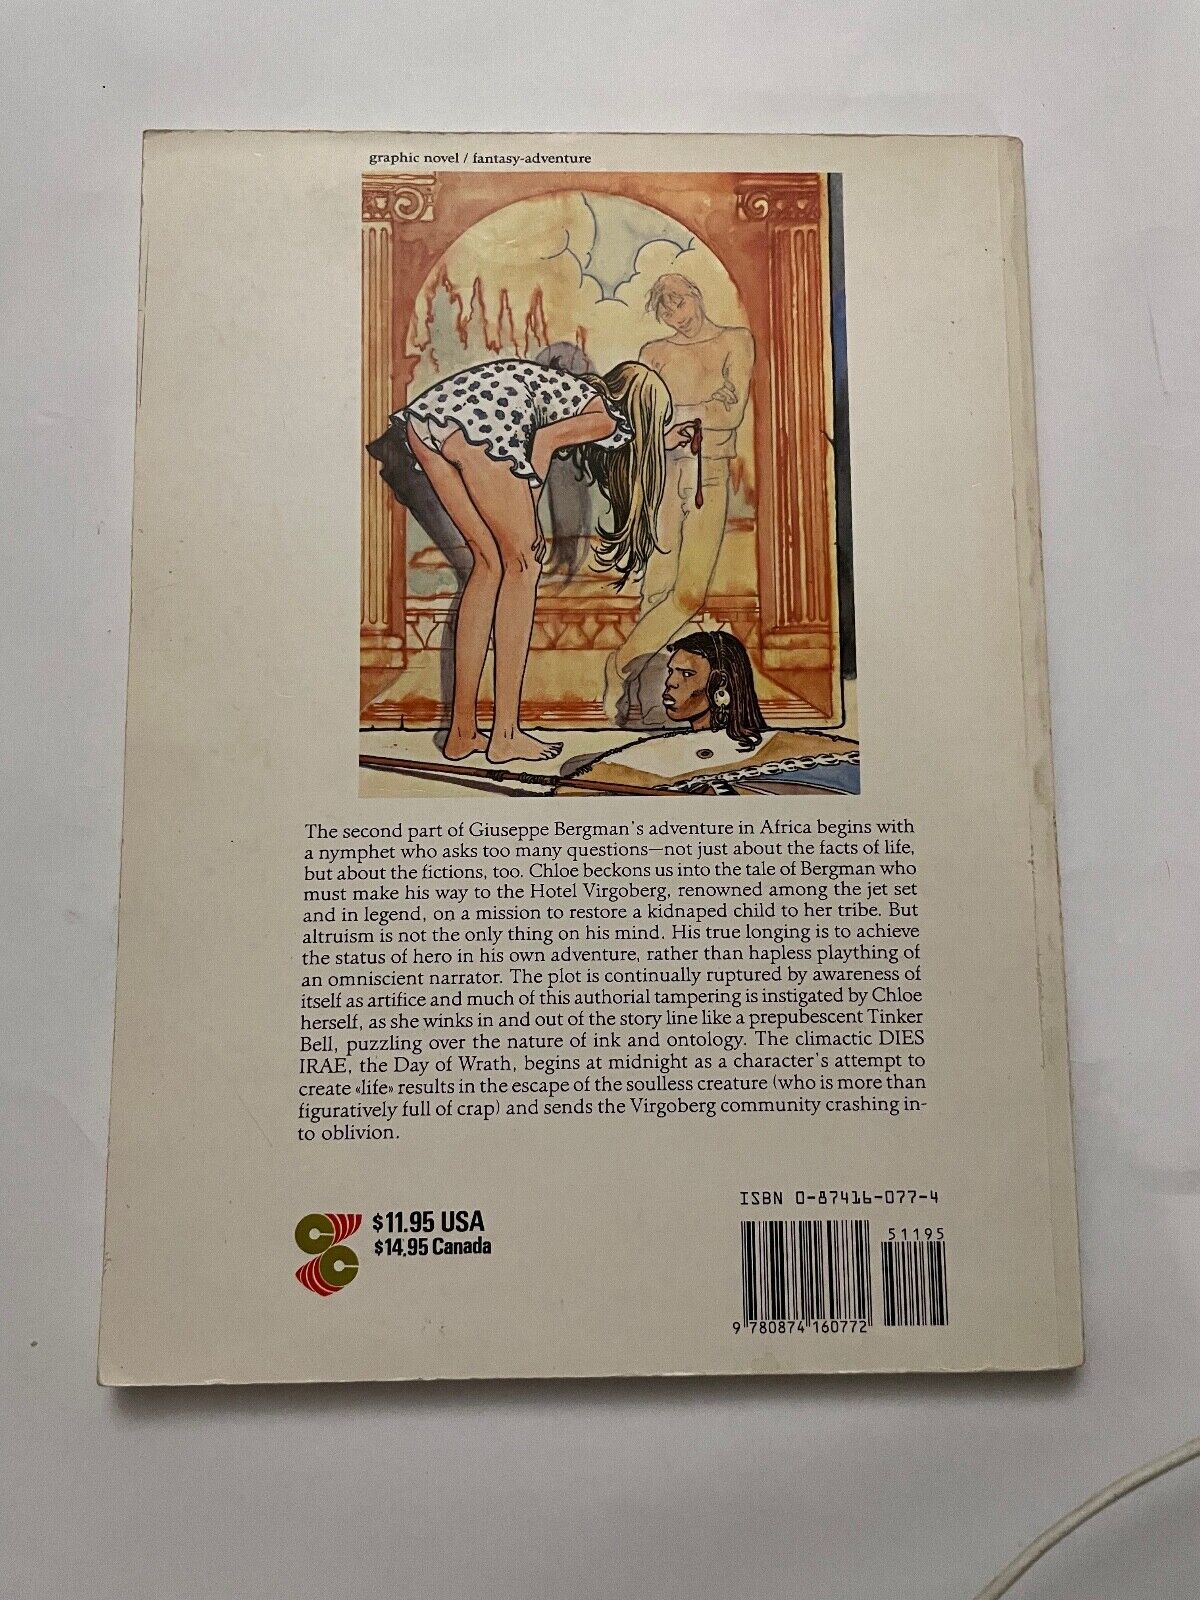 graphic novel / fantasy-adventure
The second part of Giuseppe Bergman's adventure in Africa begins with
a nymphet who asks too many questions—not just about the facts of life,
but about the fictions, too. Chloe beckons us into the tale of Bergman who
must make his way to the Hotel Virgoberg, renowned among the jet set
and in legend, on a mission to restore a kidnaped child to her tribe. But
altruism is not the only thing on his mind. His true longing is to achieve
the status of hero in his own adventure, rather than hapless plaything of
an omniscient narrator. The plot is continually ruptured by awareness of
itself as artifice and much of this authorial tampering is instigated by Chloe
herself, as she winks in and out of the story line like a prepubescent Tinker
Bell, puzzling over the nature of ink and ontology. The climactic DIES
IRAE, the Day of Wrath, begins at midnight as a character's attempt to
create «life» results in the escape of the soulless creature (who is more than
figuratively full of crap) and sends the Virgoberg community crashing in-
to oblivion.
ISBN 0-87416-077-4
$11.95 USA
$14.95 Canada
51195
9 780874 160772